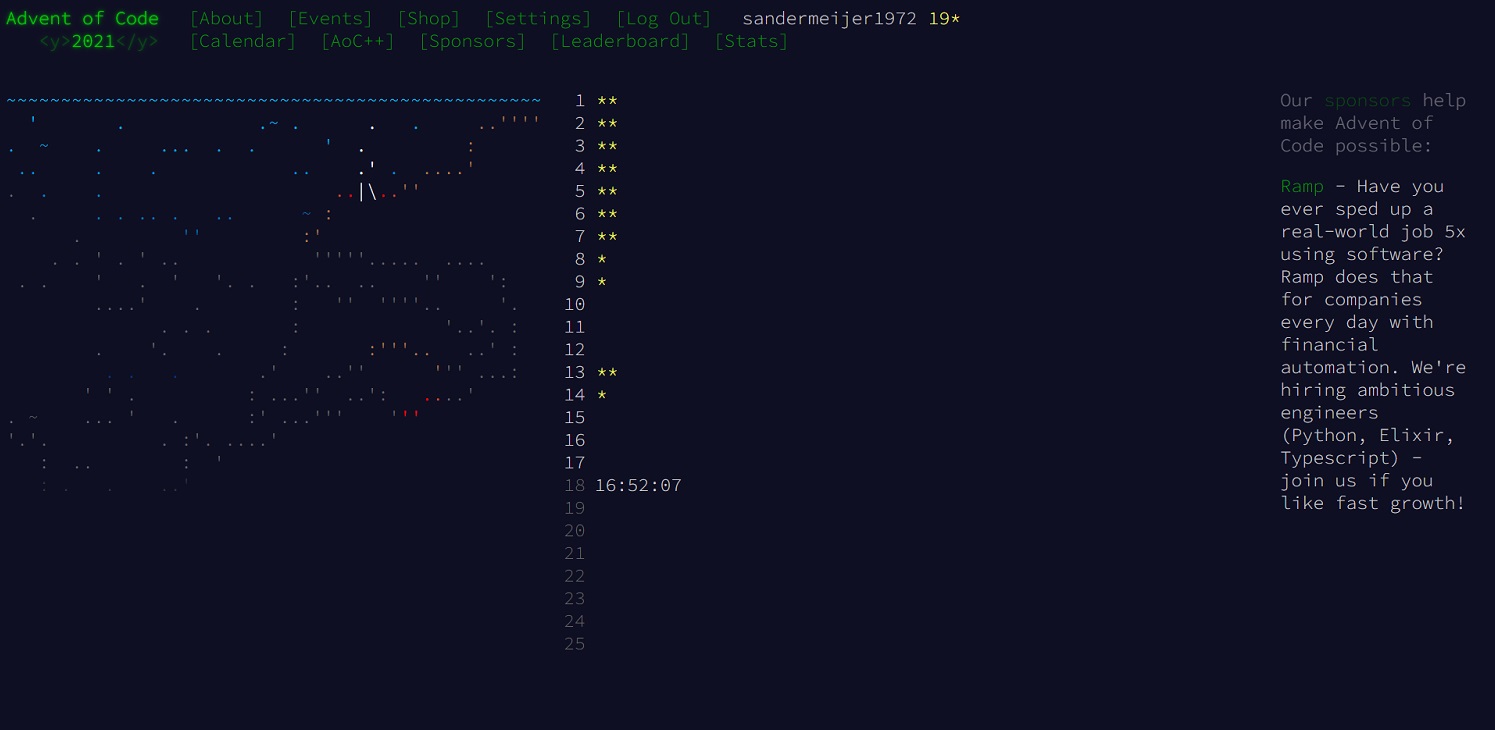 Advent of Code [About] [Events] [Shop] [Settings] [Log Out] sandermeijer1972 19*
<y>2021</y> [Calendar] [AoC++] [Sponsors] [Leaderboard] [Stats]
1 **
2 **
3 **
4 **
5 **
6 **
7 **
8 *
9 *
10
11
12
13 **
14 *
15
16
17
18 16:52:07
19
20
21
22
23
24
25
Our sponsors help
make Advent of
Code possible:
Ramp - Have you
ever sped up a
real-world job 5x
using software?
Ramp does that
for companies
every day with
financial
automation. We're
hiring ambitious
engineers
(Python, Elixir,
Typescript) -
join us if you
like fast growth!